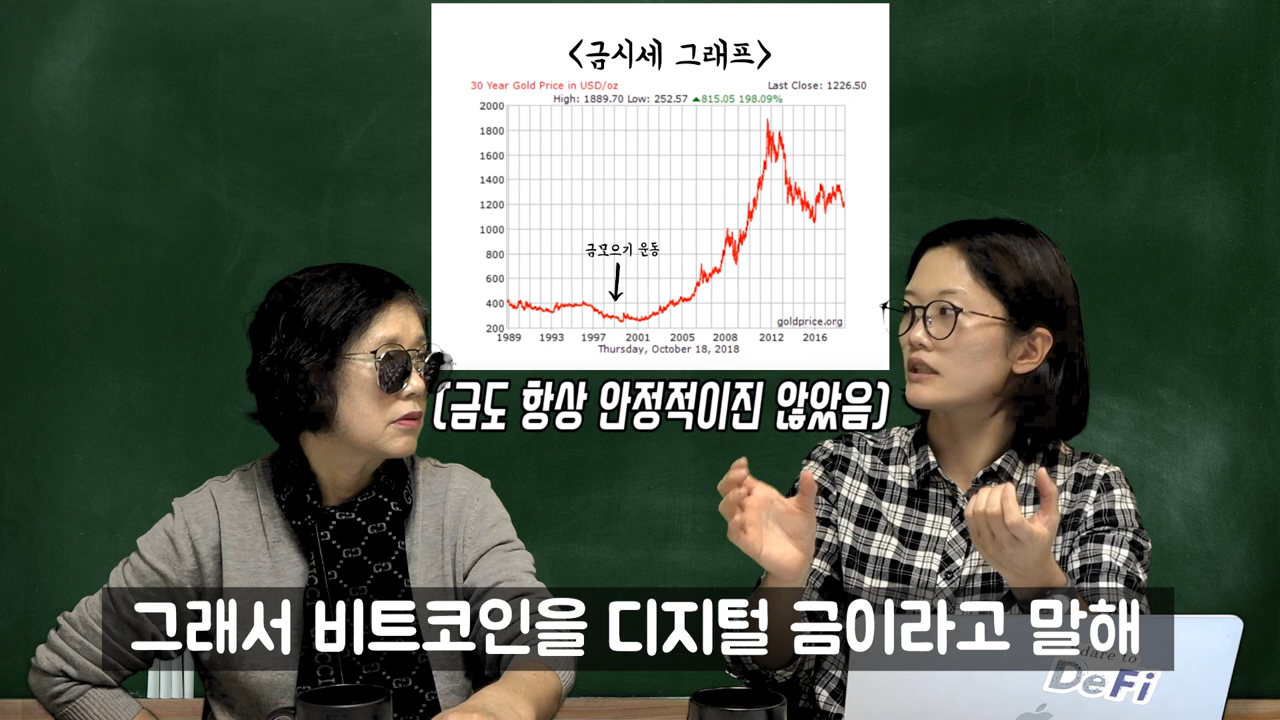 <금시세 그래프>
30 Year Gold Price in USD/oz
Last Close: 1226.50
High: 1889.70 Low: 252.57 ▲815.05 198.09%
2000
1800
1600
1400
1200
1000
800
600
400
200
금모으기 운동
goldprice.org
1989 1993 1997 2001 2005 2008 2012 2016
Thursday, October 18, 2018
(금도 항상 안정적이진 않았음)
그래서 비트코인을 디지털 금이라고 말해
dare to
DeFi
GUCCI